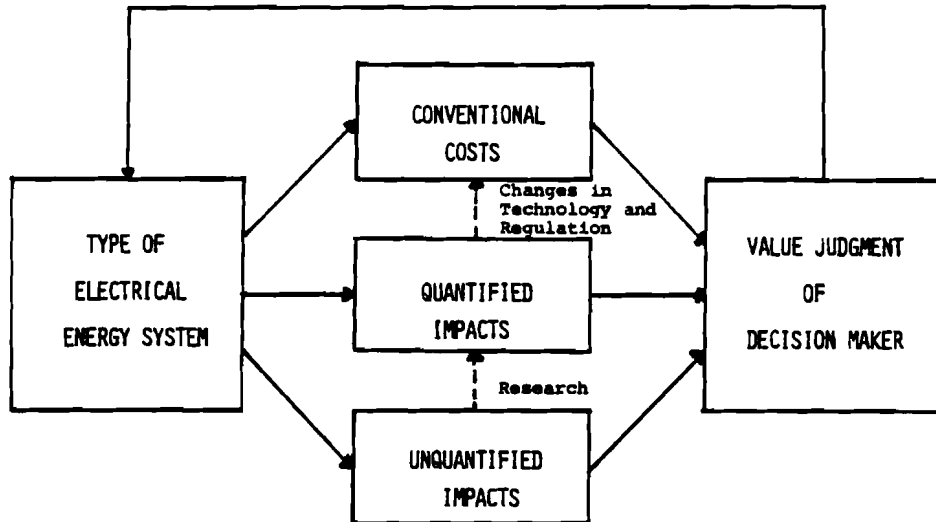 CONVENTIONAL
COSTS
Changes in
Technology and
Regulation
TYPE OF
ELECTRICAL
ENERGY SYSTEM
QUANTIFIED
IMPACTS
VALUE JUDGMENT
OF
DECISION MAKER
Research
UNQUANTIFIED
IMPACTS